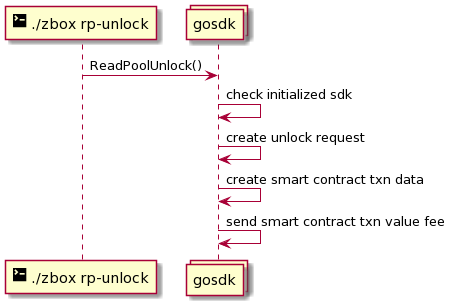 ./zbox rp-unlock
gosdk
ReadPoolUnlock()
check initialized sdk
create unlock request
create smart contract txn data
send smart contract txn value fee
./zbox rp-unlock
gosdk